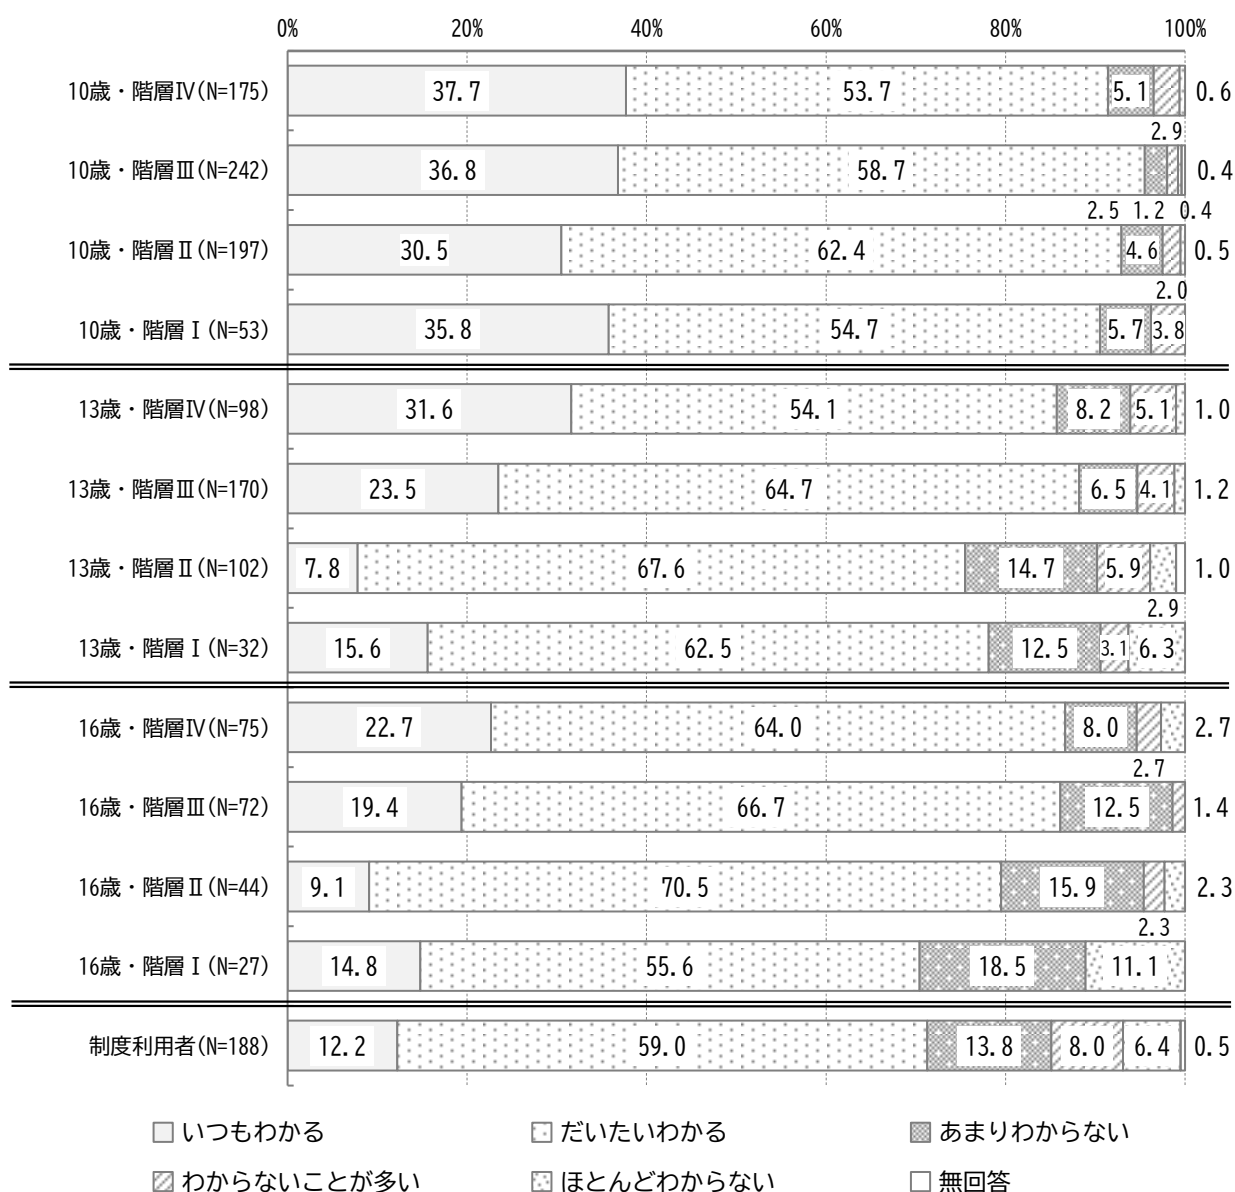 0% 20% 40% 60% 80% 100%
10歳・階層Ⅳ(N=175) 37.7 53.7 5.1 0.6
2.9
10歳・階層Ⅲ(N=242) 36.8 58.7 0.4
2.5 1.2 0.4
10歳・階層Ⅱ(N=197) 30.5 62.4 4.6 0.5
2.0
10歳・階層Ⅰ(N=53) 35.8 54.7 5.7 3.8
13歳・階層Ⅳ(N=98) 31.6 54.1 8.2 5.1 1.0
13歳・階層Ⅲ(N=170) 23.5 64.7 6.5 4.1 1.2
13歳・階層Ⅱ(N=102) 7.8 67.6 14.7 5.9 1.0
2.9
13歳・階層Ⅰ(N=32) 15.6 62.5 12.5 3.1 6.3
16歳・階層Ⅳ(N=75) 22.7 64.0 8.0 2.7
2.7
16歳・階層Ⅲ(N=72) 19.4 66.7 12.5 1.4
16歳・階層Ⅱ(N=44) 9.1 70.5 15.9 2.3
2.3
16歳・階層Ⅰ(N=27) 14.8 55.6 18.5 11.1
制度利用者(N=188) 12.2 59.0 13.8 8.0 6.4 0.5
いつもわかる だいたいわかる あまりわからない
わからないことが多い ほとんどわからない 無回答